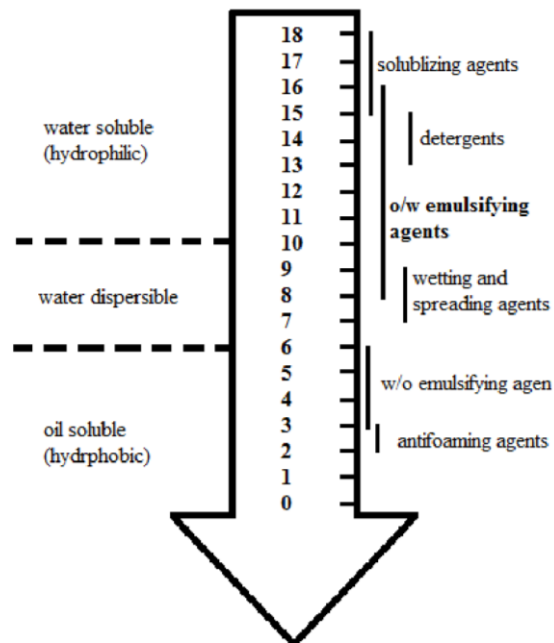 18
17
solublizing agents
16
15
water soluble
(hydrophilic)
14
detergents
13
12
o/w emulsifying
agents
11
10
9
wetting and
spreading agents
water dispersible
8
7
6
5
w/o emulsifying agen
4
oil soluble
(hydrphobic)
3
antifoaming agents
2
1
0